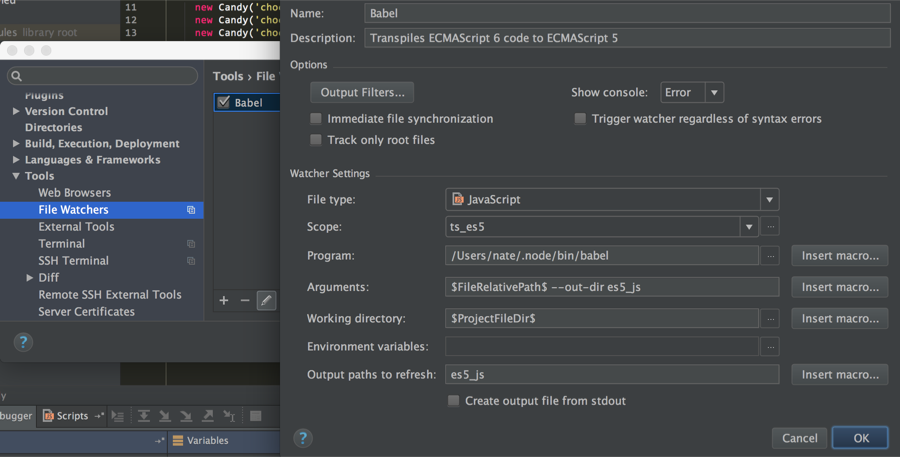 11 new Candy('choc
12 new Candy('choc
13 new Candy('choc
ules library root
Plugins
Version Control
Directories
Build, Execution, Deployment
Languages & Frameworks
Tools
Web Browsers
File Watchers
External Tools
Terminal
SSH Terminal
Diff
Remote SSH External Tools
Server Certificates
?
Tools › File
Babel
Name: Babel
Description: Transpiles ECMAScript 6 code to ECMAScript 5
Options
Output Filters...
Show console: Error
Immediate file synchronization
Trigger watcher regardless of syntax errors
Track only root files
Watcher Settings
File type: JavaScript
Scope: ts_es5 ...
Program: /Users/nate/.node/bin/babel ... Insert macro...
Arguments: $FileRelativePath$ --out-dir es5_js Insert macro...
Working directory: $ProjectFileDir$ ... Insert macro...
Environment variables: ...
Output paths to refresh: es5_js Insert macro...
Create output file from stdout
? Cancel OK
y
bugger Scripts
Variables